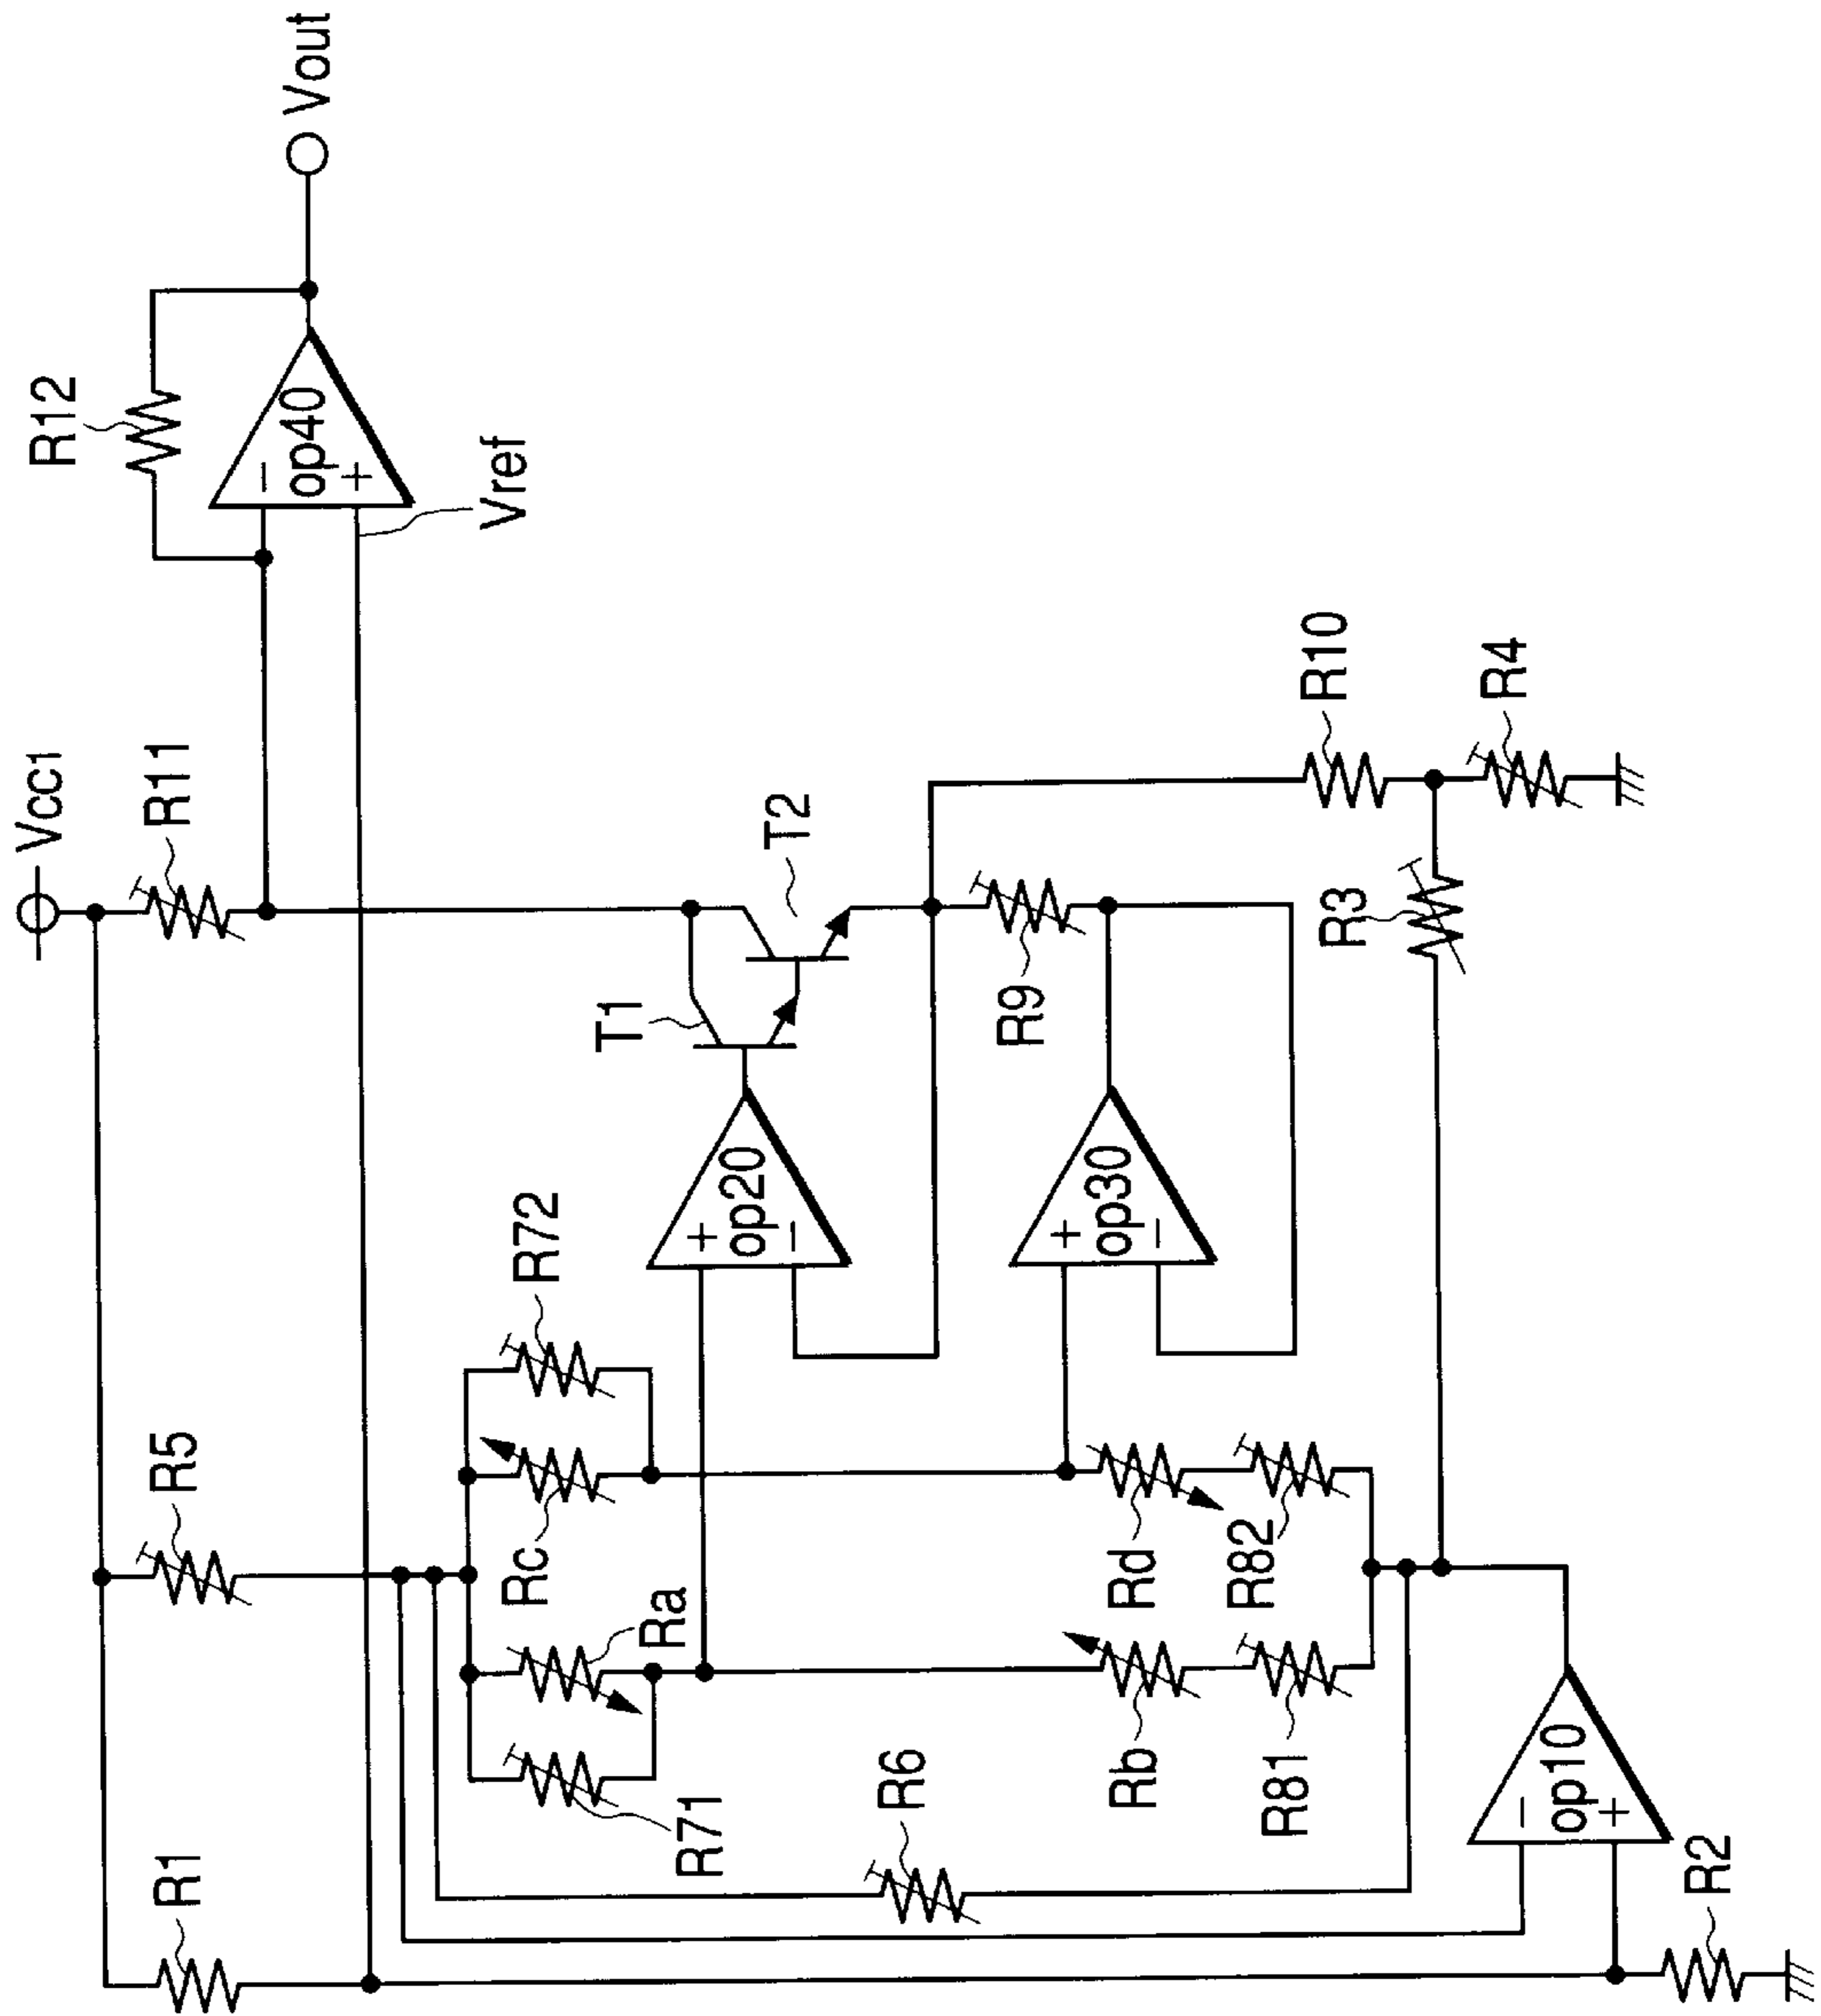 Vcc1
R1
R5
R11
R12
op40
-
+
Vout
Vref
R71
Ra
Rc
R72
T1
T2
op20
+
-
R6
Rb
Rd
R9
op30
+
-
R81
R82
R3
R10
R4
op10
-
+
R2